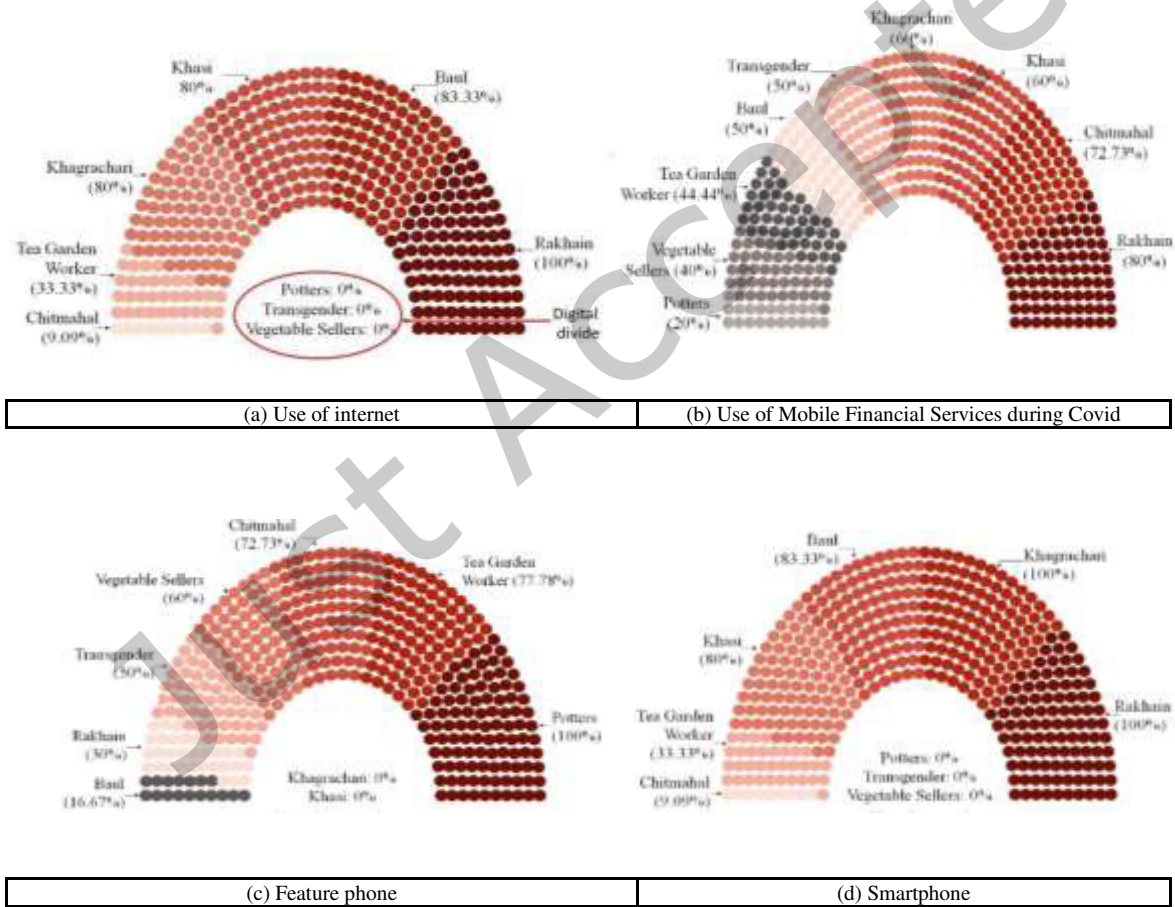 Just Accepte
Khasi
80%
Baul
(83.33%)
Khagrachari
(80%)
Tea Garden
Worker
(33.33%)
Chitmahal
(9.09%)
Rakhain
(100%)
Potters: 0%
Transgender: 0%
Vegetable Sellers: 0%
Digital
divide
Khagrachari
(60%)
Transgender
(50%)
Khasi
(60%)
Baul
(50%)
Chitmahal
(72.73%)
Tea Garden
Worker (44.44%)
Vegetable
Sellers (40%)
Rakhain
(80%)
Potters
(20%)
(a) Use of internet
(b) Use of Mobile Financial Services during Covid
Chitmahal
(72.73%)
Tea Garden
Worker (77.78%)
Vegetable Sellers
(60%)
Transgender
(50%)
Rakhain
(30%)
Baul
(16.67%)
Potters
(100%)
Khagrachari: 0%
Khasi: 0%
Baul
(83.33%)
Khagrachari
(100%)
Khasi
(80%)
Tea Garden
Worker
(33.33%)
Chitmahal
(9.09%)
Rakhain
(100%)
Potters: 0%
Transgender: 0%
Vegetable Sellers: 0%
(c) Feature phone
(d) Smartphone